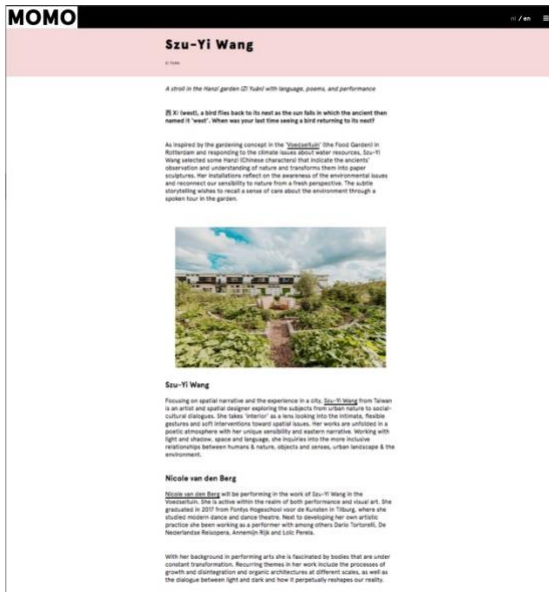 MOMO
nl / en
Szu-Yi Wang
A stroll in the Hanzi garden (Zi Yuán) with language, poems, and performance
西 Xi (west), a bird flies back to its nest as the sun falls in which the ancient then
named it 'west'. When was your last time seeing a bird returning to its nest?
As inspired by the gardening concept in the 'Voedseltuin' (the Food Garden) in
Rotterdam and responding to the climate issues about water resources, Szu-Yi
Wang selected some Hanzi (Chinese characters) that indicate the ancients'
observation and understanding of nature and transforms them into paper
sculptures. Her installations reflect on the awareness of the environmental issues
and reconnect our sensibility to nature from a fresh perspective. The subtle
storytelling wishes to recall a sense of care about the environment through a
spoken tour in the garden.
Szu-Yi Wang
Focusing on spatial narrative and the experience in a city, Szu-Yi Wang from Taiwan
is an artist and spatial designer exploring the subjects from urban nature to social-
cultural dialogues. She takes 'interior' as a lens looking into the intimate, flexible
gestures and soft interventions toward spatial issues. Her works are unfolded in a
poetic atmosphere with her unique sensibility and eastern narrative. Working with
light and shadow, space and language, she inquiries into the more inclusive
relationships between humans & nature, objects and senses, urban landscape & the
environment.
Nicole van den Berg
Nicole van den Berg will be performing in the work of Szu-Yi Wang in the
Voedseltuin. She is active within the realm of both performance and visual art. She
graduated in 2017 from Fontys Hogeschool voor de Kunsten in Tilburg, where she
studied modern dance and dance theatre. Next to developing her own artistic
practice she been working as a performer with among others Dario Tortorelli, De
Nederlandse Reisopera, Annemijn Rijk and Loïc Perela.
With her background in performing arts she is fascinated by bodies that are under
constant transformation. Recurring themes in her work include the processes of
growth and disintegration and organic architectures at different scales, as well as
the dialogue between light and dark and how it perpetually reshapes our reality.